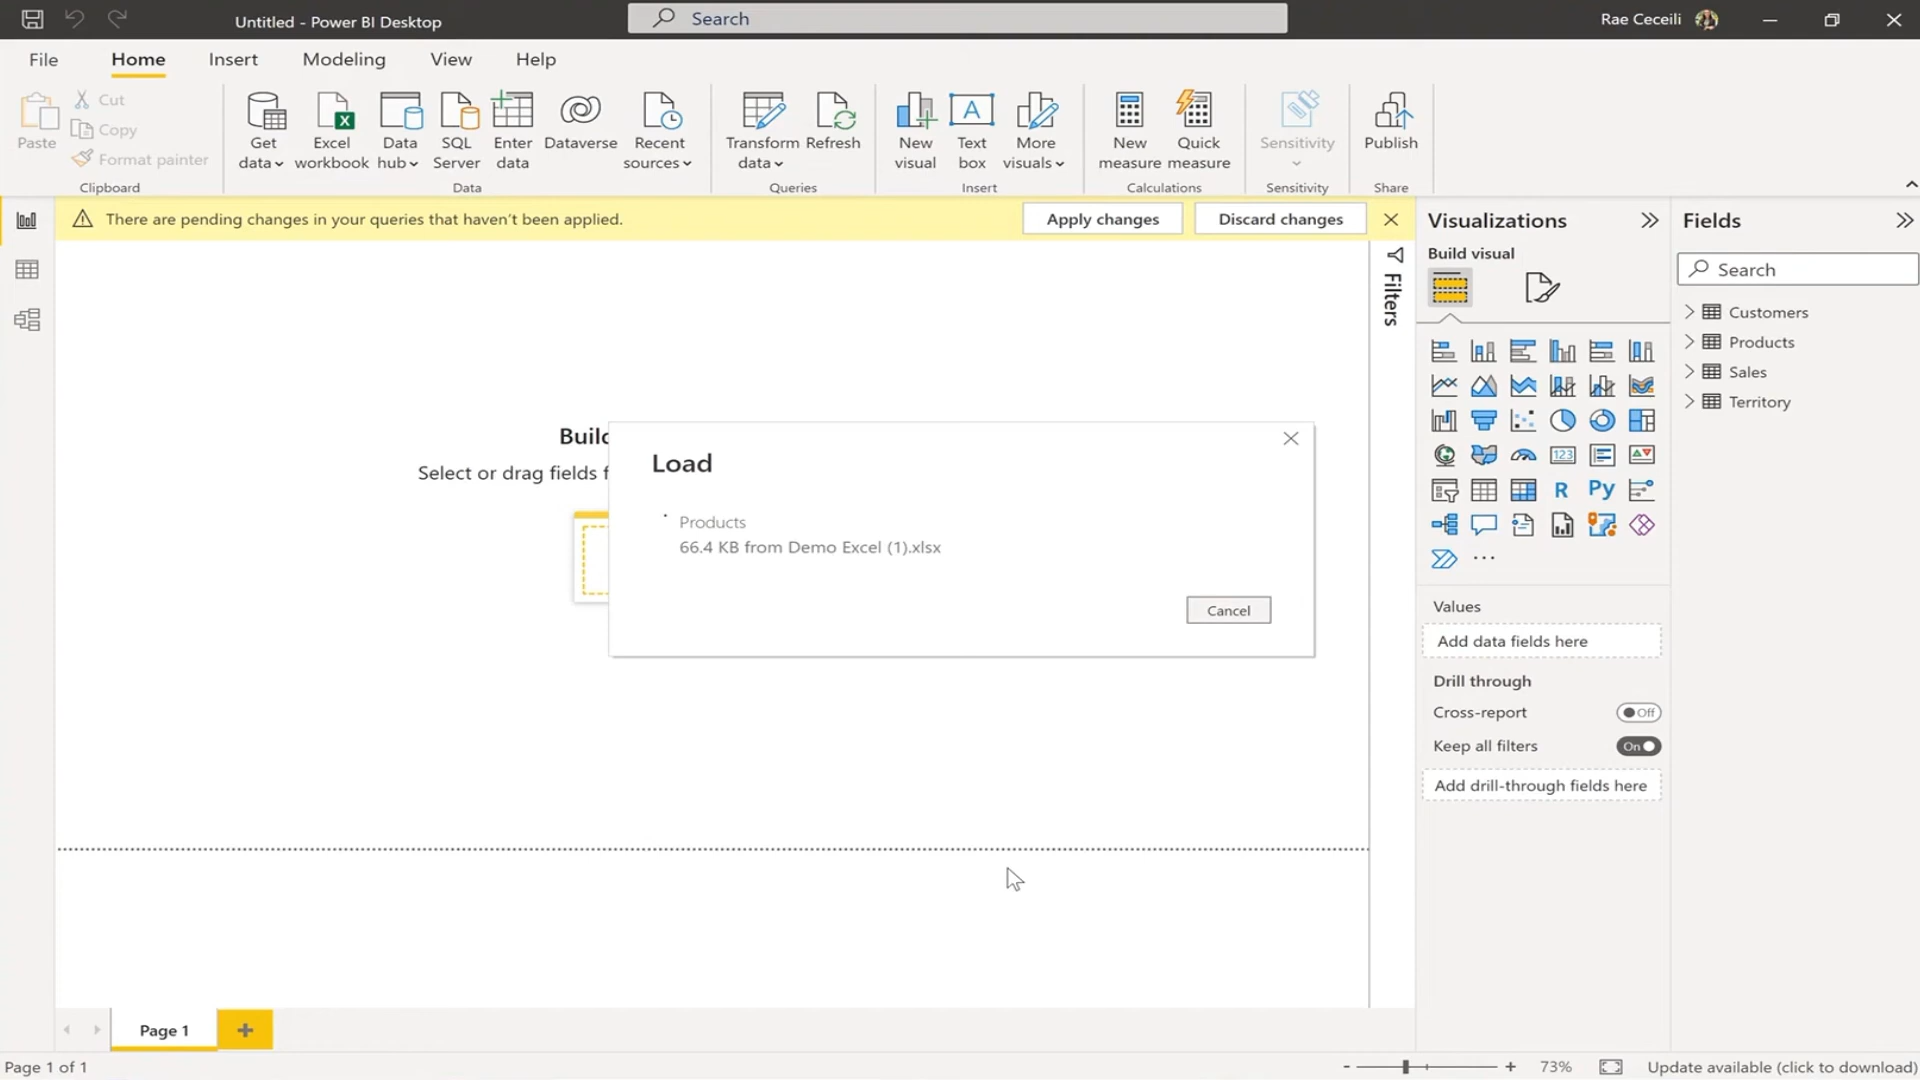 Untitled - Power BI Desktop
Search
Rae Ceceili
File
Home
Insert
Modeling
View
Help
Paste
Cut
Copy
Format painter
Clipboard
Get
data
Excel
workbook
Data
hub
SQL
Server
Enter
data
Dataverse
Recent
sources
Data
Transform
data
Refresh
Queries
New
visual
A
Text
box
More
visuals
Insert
New
measure
Quick
measure
Calculations
Sensitivity
Sensitivity
Publish
Share
There are pending changes in your queries that haven't been applied.
Apply changes
Discard changes
Filters
Visualizations
Build visual
123
R
Py
Values
Add data fields here
Drill through
Cross-report
Off
Keep all filters
On
Add drill-through fields here
Fields
Search
Customers
Products
Sales
Territory
Build
Select or drag fields f
Load
Products
66.4 KB from Demo Excel (1).xlsx
Cancel
Page 1
Page 1 of 1
- + 73%
Update available (click to download)